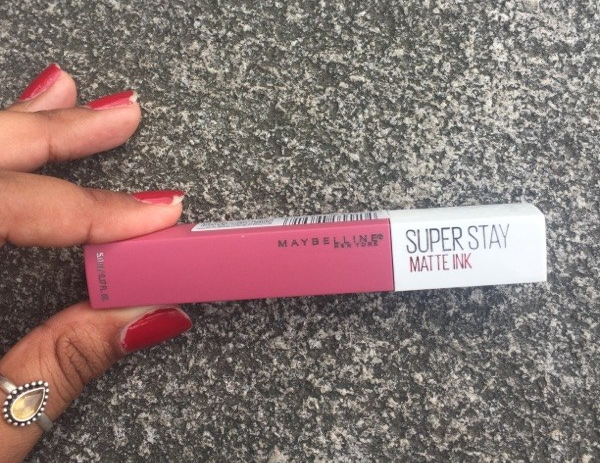 MAYBELLINE
NEW YORK
SUPER STAY
MATTE INK